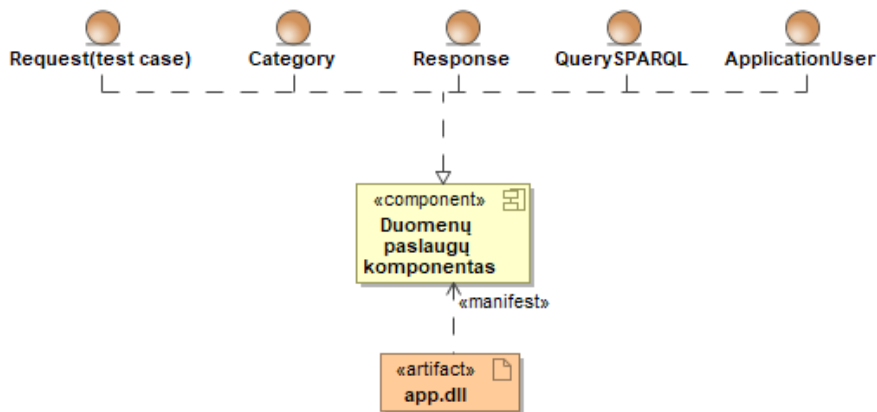 Request(test case) Category Response QuerySPARQL ApplicationUser
«component»
Duomenų
paslaugų
komponentas
«manifest»
«artifact»
app.dll